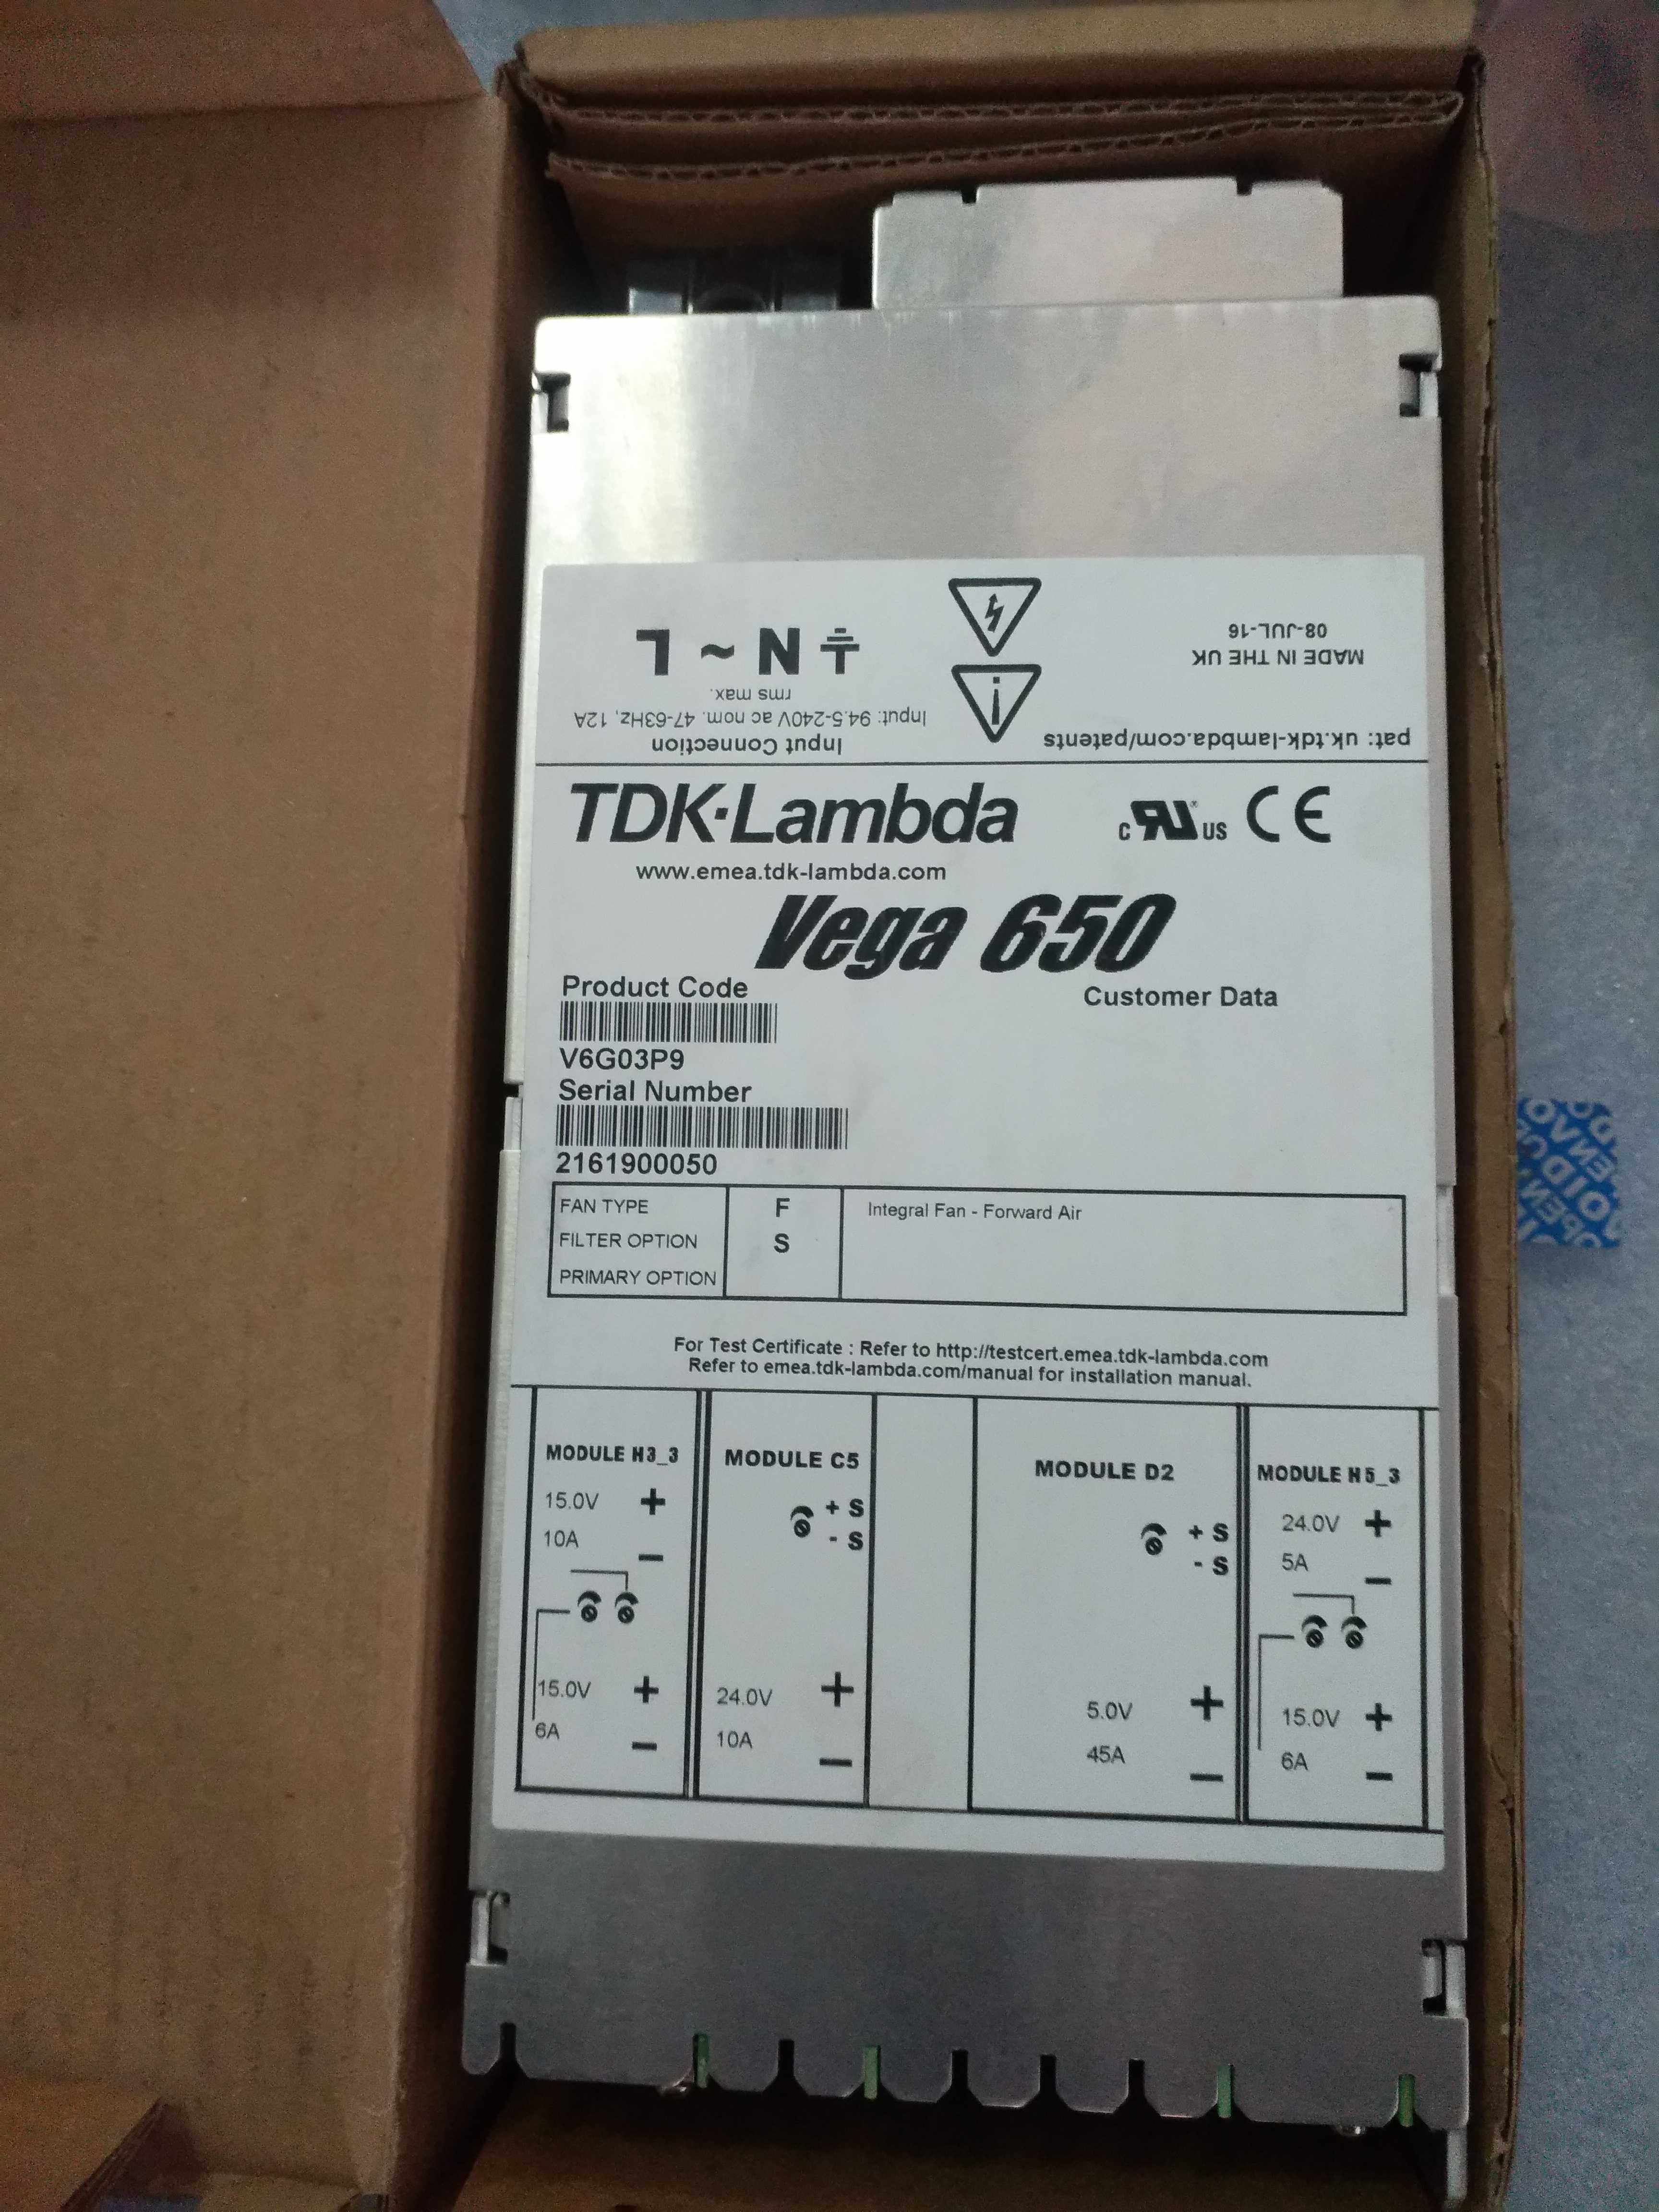 MADE IN THE UK
08-JUL-16
pat: uk.tdk-lambda.com/patents
Input Connection
Input: 94.5-240V ac nom. 47-63Hz, 12A
rms max.
N ~ L
TDK·Lambda
c RU US CE
www.emea.tdk-lambda.com
Vega 650
Product Code
Customer Data
V6G03P9
Serial Number
2161900050
FAN TYPE F Integral Fan - Forward Air
FILTER OPTION S
PRIMARY OPTION
For Test Certificate : Refer to http://testcert.emea.tdk-lambda.com
Refer to emea.tdk-lambda.com/manual for installation manual.
MODULE H3_3
15.0V +
10A
−
15.0V +
6A
−
MODULE C5
+ S
- S
24.0V +
10A
−
MODULE D2
+ S
- S
5.0V +
45A
−
MODULE H5_3
24.0V +
5A
−
15.0V +
6A
−